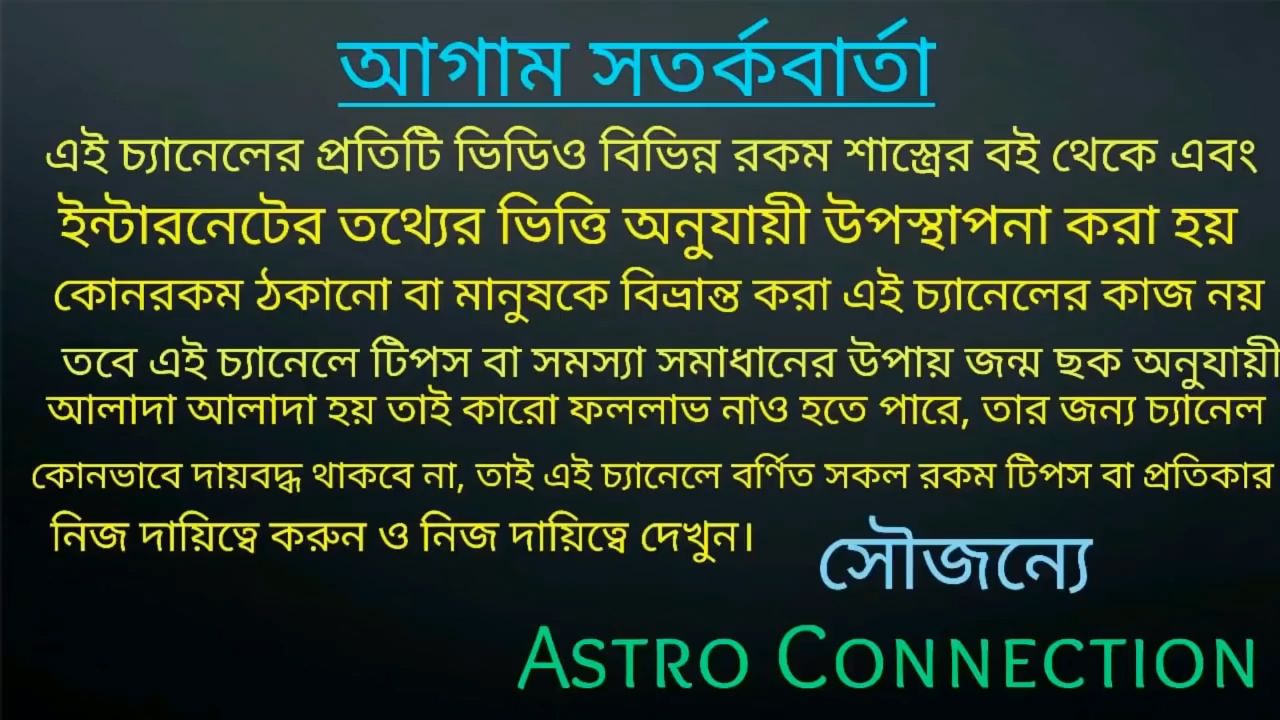 আগাম সতর্কবার্তা
এই চ্যানেলের প্রতিটি ভিডিও বিভিন্ন রকম শাস্ত্রের বই থেকে এবং
ইন্টারনেটের তথ্যের ভিত্তি অনুযায়ী উপস্থাপনা করা হয়
কোনরকম ঠকানো বা মানুষকে বিভ্রান্ত করা এই চ্যানেলের কাজ নয়
তবে এই চ্যানেলে টিপস বা সমস্যা সমাধানের উপায় জন্ম ছক অনুযায়ী
আলাদা আলাদা হয় তাই কারো ফললাভ নাও হতে পারে, তার জন্য চ্যানেল
কোনভাবে দায়বদ্ধ থাকবে না, তাই এই চ্যানেলে বর্ণিত সকল রকম টিপস বা প্রতিকার
নিজ দায়িত্বে করুন ও নিজ দায়িত্বে দেখুন।
সৌজন্যে
ASTRO CONNECTION